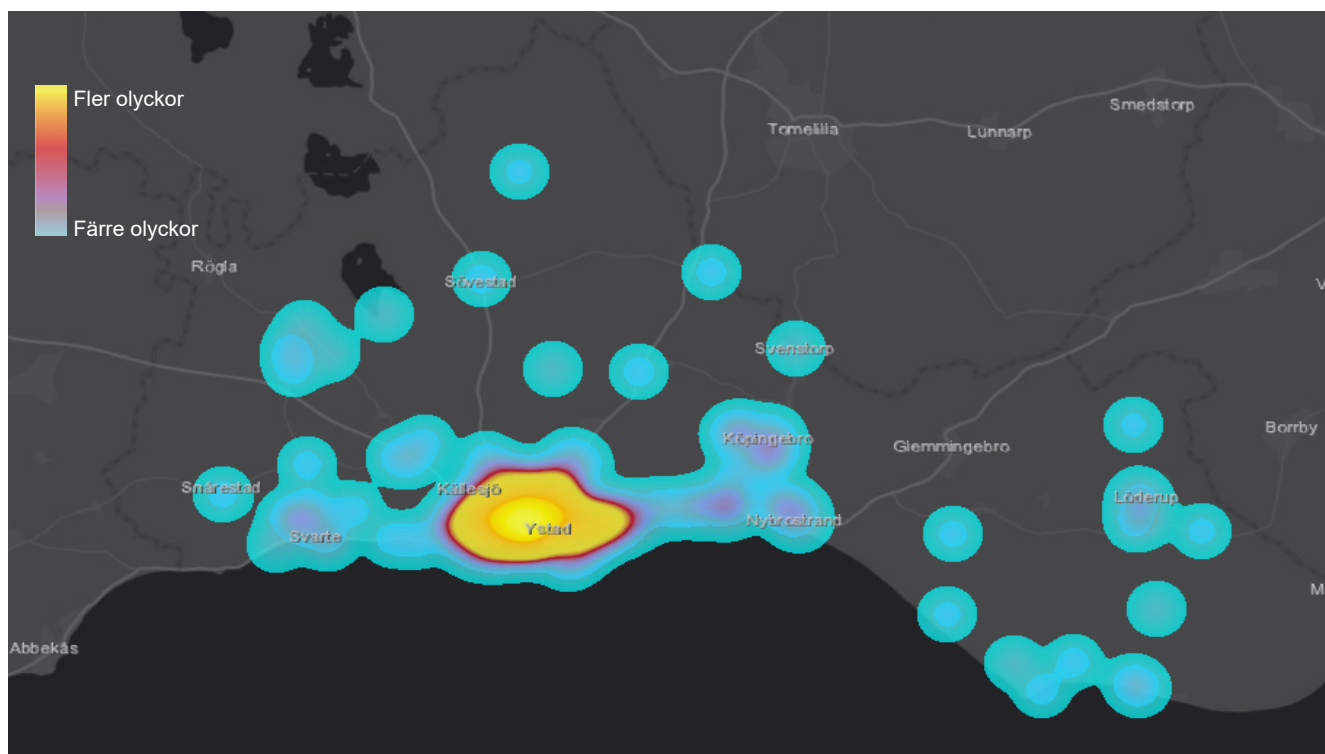 Fler olyckor
Smedstorp
Tomelilla
Lunnarp
Färre olyckor
Rögla
Sövestad
Svenstorp
Borrby
Köpingebro
Glemmingebro
Snårestad
Källesjö
Löderup
Nybrostrand
Ystad
Svarte
Abbekås
V
M